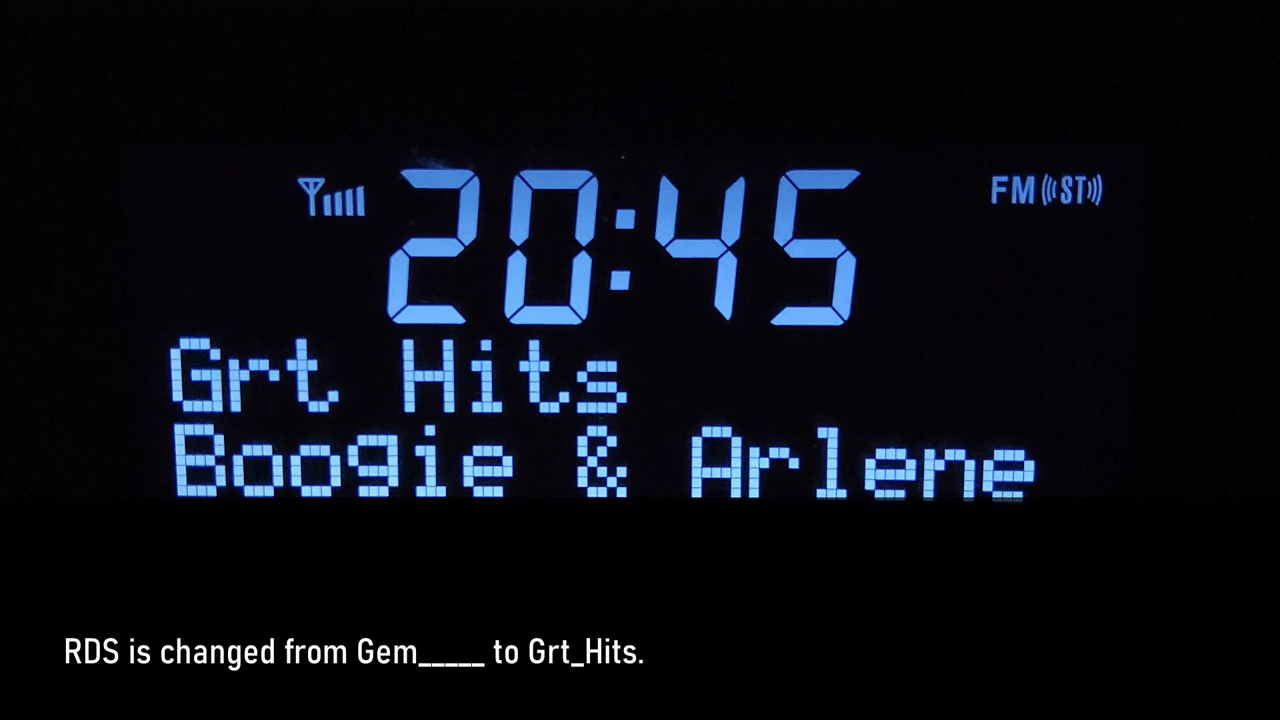 20:45
FM ST
Grt Hits
Boogie & Arlene
RDS is changed from Gem_____ to Grt_Hits.